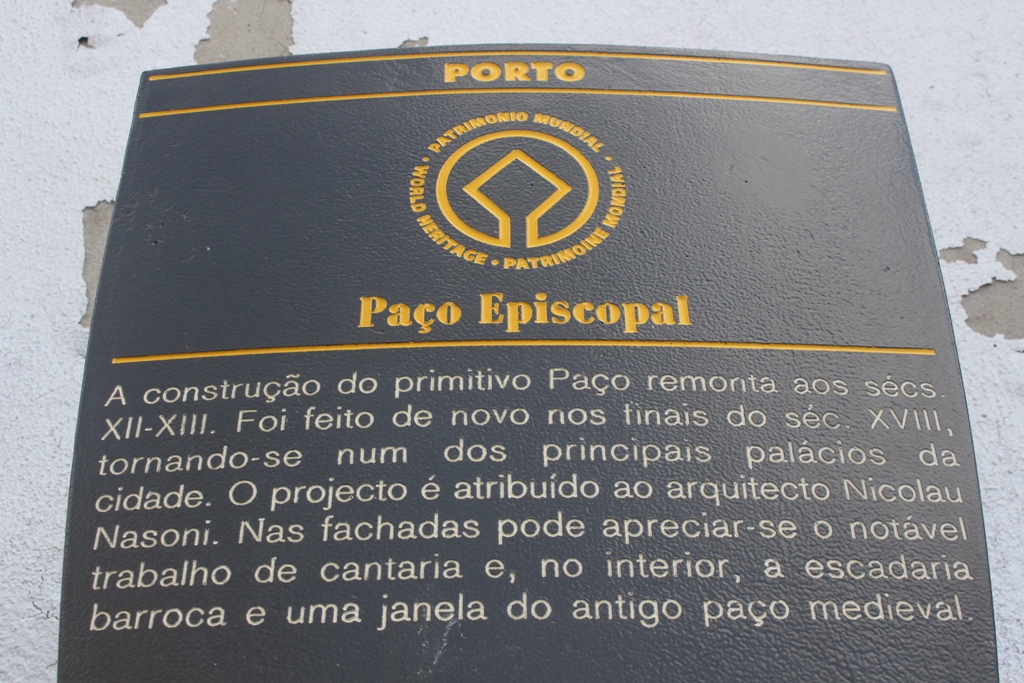 PORTO
PATRIMONIO MUNDIAL • WORLD HERITAGE • PATRIMOINE MONDIAL •
Paço Episcopal
A construção do primitivo Paço remonta aos sécs.
XII-XIII. Foi feito de novo nos finais do séc. XVIII,
tornando-se num dos principais palácios da
cidade. O projecto é atribuído ao arquitecto Nicolau
Nasoni. Nas fachadas pode apreciar-se o notável
trabalho de cantaria e, no interior, a escadaria
barroca e uma janela do antigo paço medieval.